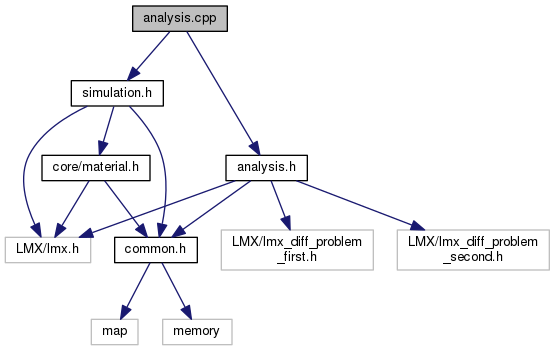 analysis.cpp
simulation.h
core/material.h
analysis.h
LMX/lmx.h
common.h
LMX/lmx_diff_problem
_first.h
LMX/lmx_diff_problem
_second.h
map
memory